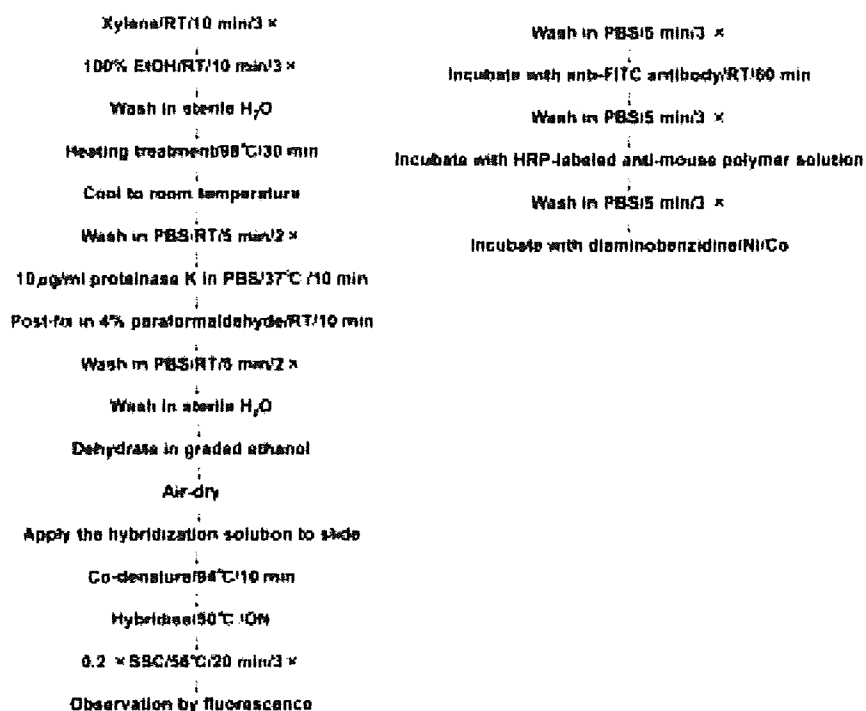 Xylene/RT/10 min/3 ×
100% EtOH/RT/10 min/3 ×
Wash in sterile H₂O
Heating treatment/98°C/30 min
Cool to room temperature
Wash in PBS/RT/5 min/2 ×
10 µg/ml proteinase K in PBS/37°C /10 min
Post-fix in 4% paraformaldehyde/RT/10 min
Wash in PBS/RT/5 min/2 ×
Wash in sterile H₂O
Dehydrate in graded ethanol
Air-dry
Apply the hybridization solution to slide
Co-denature/94°C/10 min
Hybridise/50°C /ON
0.2 × SSC/56°C/20 min/3 ×
Observation by fluorescence
Wash in PBS/5 min/3 ×
Incubate with anti-FITC antibody/RT/60 min
Wash in PBS/5 min/3 ×
Incubate with HRP-labeled anti-mouse polymer solution
Wash in PBS/5 min/3 ×
Incubate with diaminobenzidine/Ni/Co